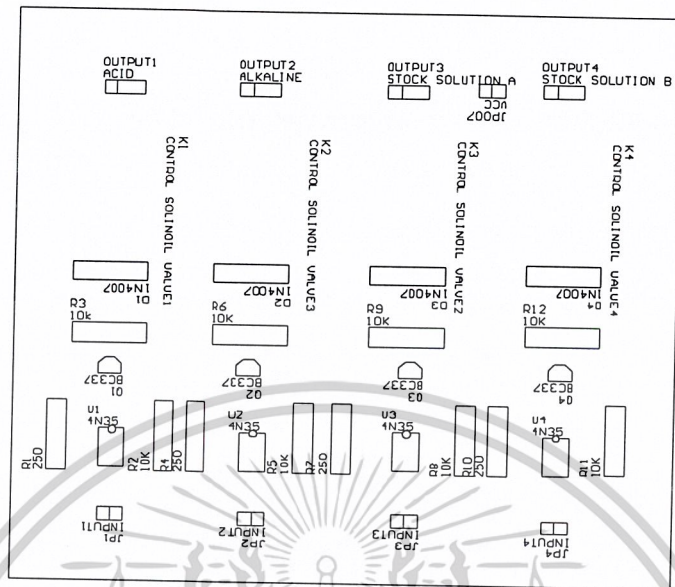 OUTPUT1
ACID
OUTPUT2
ALKALINE
OUTPUT3
STOCK SOLUTION A
OUTPUT4
STOCK SOLUTION B
JP007
VCC
K1
CONTROL SOLINOIL VALVE1
K2
CONTROL SOLINOIL VALVE3
K3
CONTROL SOLINOIL VALVE2
K4
CONTROL SOLINOIL VALVE4
1N4007
D1
1N4007
D2
1N4007
D3
1N4007
D4
R3
10k
R6
10K
R9
10K
R12
10K
BC337
Q1
BC337
Q2
BC337
Q3
BC337
Q4
R1
250
U1
4N35
R2
10K
R4
250
U2
4N35
R5
10K
R7
250
U3
4N35
R8
10K
R10
250
U4
4N35
R11
10K
INPUT1
JP1
INPUT2
JP2
INPUT3
JP3
INPUT4
JP4